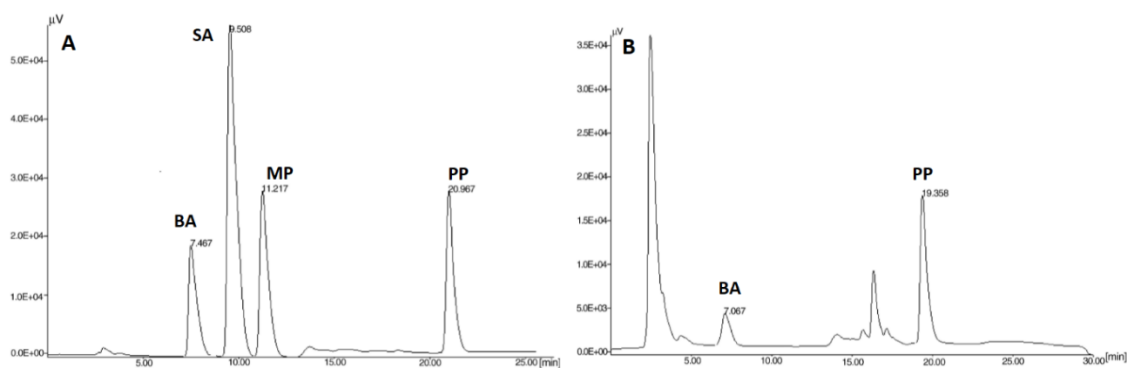 µV
A
SA
9.508
5.0E+04
4.0E+04
3.0E+04
MP
11.217
PP
20.967
BA
7.467
2.0E+04
1.0E+04
0.0E+00
5.00
10.00
15.00
20.00
25.00 [min]
µV
B
3.5E+04
3.0E+04
2.5E+04
2.0E+04
PP
19.358
1.5E+04
1.0E+04
BA
5.0E+03
7.067
0.0E+00
5.00
10.00
15.00
20.00
25.00
30.00[min]